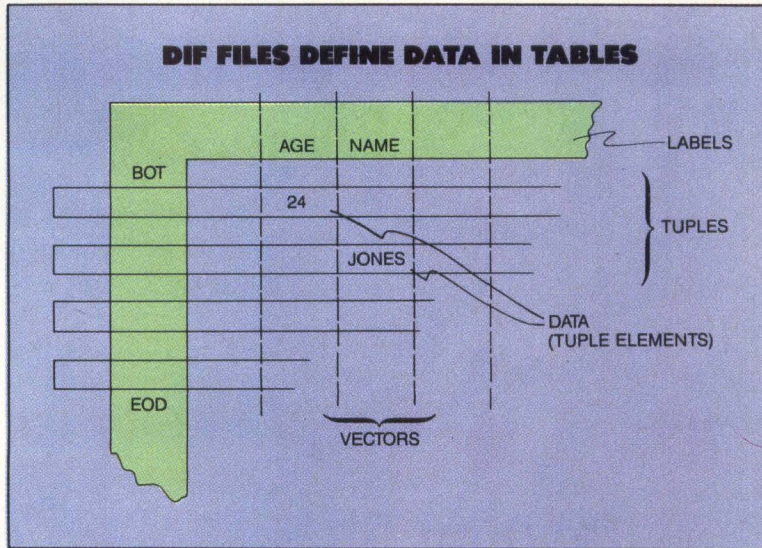 DIF FILES DEFINE DATA IN TABLES
AGE NAME
LABELS
BOT
24
TUPLES
JONES
DATA
(TUPLE ELEMENTS)
EOD
VECTORS